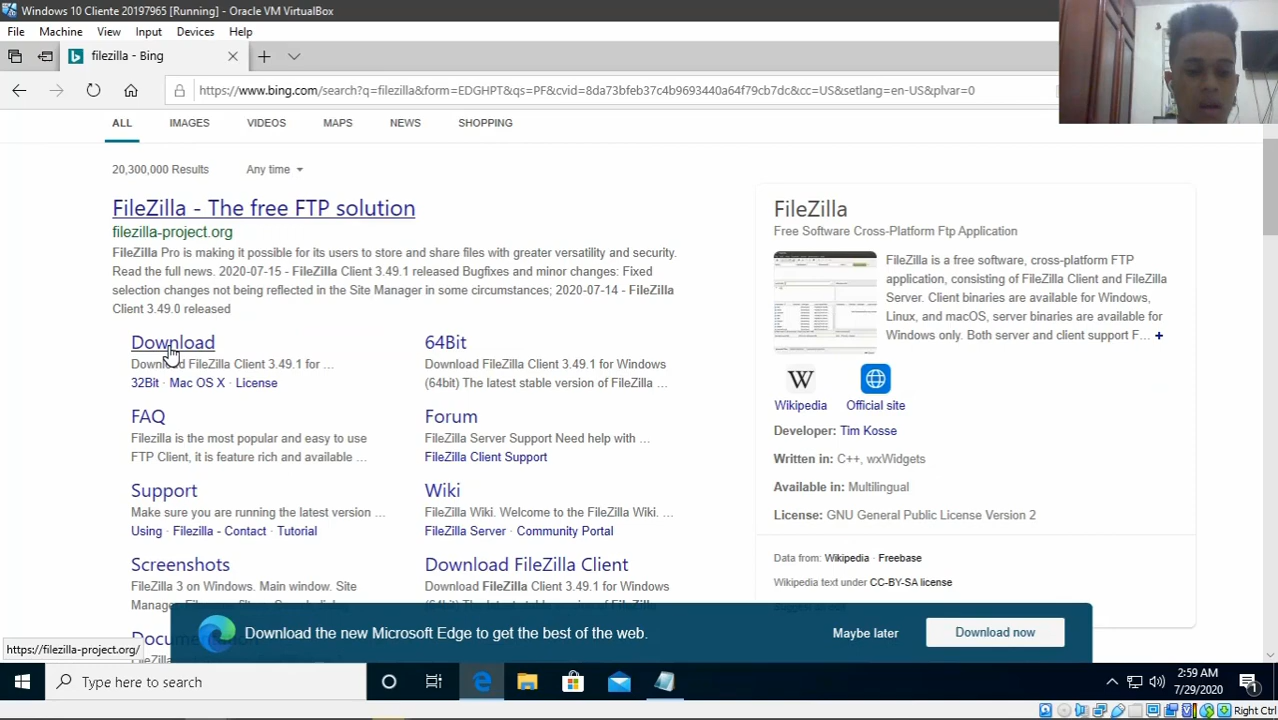 Windows 10 Cliente 20197965 [Running] - Oracle VM VirtualBox
File Machine View Input Devices Help
filezilla - Bing
https://www.bing.com/search?q=filezilla&form=EDGHPT&qs=PF&cvid=8da73bfeb37c4b9693440a64f79cb7dc&cc=US&setlang=en-US&plvar=0
ALL IMAGES VIDEOS MAPS NEWS SHOPPING
20,300,000 Results Any time
FileZilla - The free FTP solution
filezilla-project.org
FileZilla Pro is making it possible for its users to store and share files with greater versatility and security.
Read the full news. 2020-07-15 - FileZilla Client 3.49.1 released Bugfixes and minor changes: Fixed
selection changes not being reflected in the Site Manager in some circumstances; 2020-07-14 - FileZilla
Client 3.49.0 released
Download
Download FileZilla Client 3.49.1 for ...
32Bit · Mac OS X · License
64Bit
Download FileZilla Client 3.49.1 for Windows
(64bit) The latest stable version of FileZilla ...
FAQ
Filezilla is the most popular and easy to use
FTP Client, it is feature rich and available ...
Forum
FileZilla Server Support Need help with ...
FileZilla Client Support
Support
Make sure you are running the latest version ...
Using · Filezilla - Contact · Tutorial
Wiki
FileZilla Wiki. Welcome to the FileZilla Wiki. ...
FileZilla Server · Community Portal
Screenshots
FileZilla 3 on Windows. Main window. Site
Download FileZilla Client
Download FileZilla Client 3.49.1 for Windows
FileZilla
Free Software Cross-Platform Ftp Application
FileZilla is a free software, cross-platform FTP
application, consisting of FileZilla Client and FileZilla
Server. Client binaries are available for Windows,
Linux, and macOS, server binaries are available for
Windows only. Both server and client support F... +
W
Wikipedia Official site
Developer: Tim Kosse
Written in: C++, wxWidgets
Available in: Multilingual
License: GNU General Public License Version 2
Data from: Wikipedia · Freebase
Wikipedia text under CC-BY-SA license
Download the new Microsoft Edge to get the best of the web.
Maybe later Download now
https://filezilla-project.org/
Type here to search
2:59 AM
7/29/2020
1
Right Ctrl